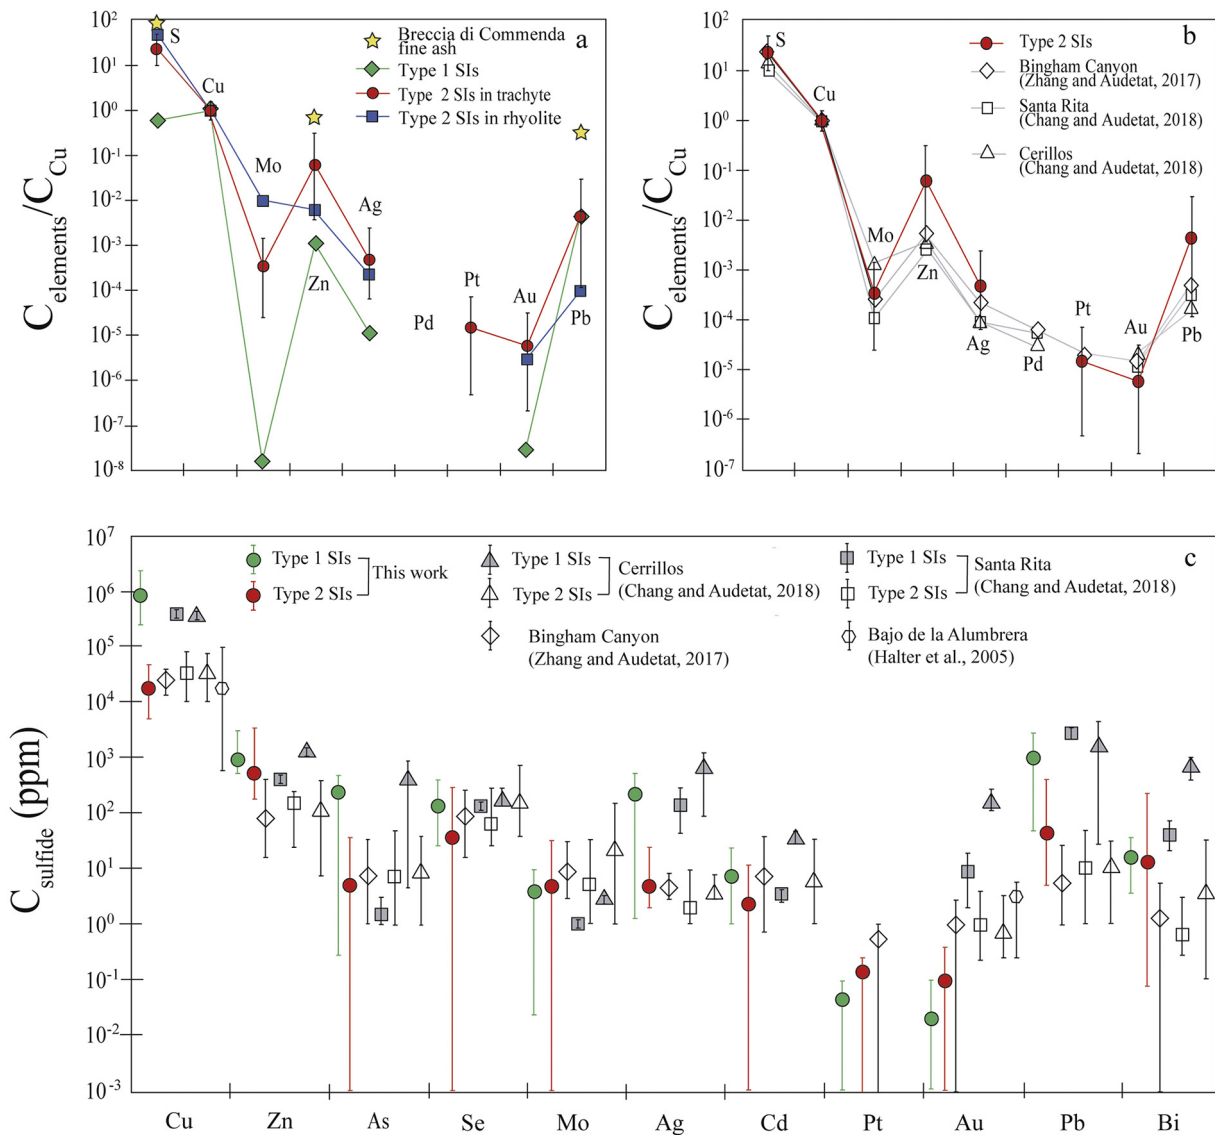 a
Breccia di Commenda
fine ash
Type 1 SIs
Type 2 SIs in trachyte
Type 2 SIs in rhyolite
C elements/C Cu
10²
10¹
10⁰
10⁻¹
10⁻²
10⁻³
10⁻⁴
10⁻⁵
10⁻⁶
10⁻⁷
10⁻⁸
S
Cu
Mo
Zn
Ag
Pd
Pt
Au
Pb
b
Type 2 SIs
Bingham Canyon
(Zhang and Audetat, 2017)
Santa Rita
(Chang and Audetat, 2018)
Cerillos
(Chang and Audetat, 2018)
C elements/C Cu
10²
10¹
10⁰
10⁻¹
10⁻²
10⁻³
10⁻⁴
10⁻⁵
10⁻⁶
10⁻⁷
S
Cu
Mo
Zn
Ag
Pd
Pt
Au
Pb
c
Type 1 SIs
Type 2 SIs
This work
Type 1 SIs
Type 2 SIs
Cerrillos
(Chang and Audetat, 2018)
Type 1 SIs
Type 2 SIs
Santa Rita
(Chang and Audetat, 2018)
Bingham Canyon
(Zhang and Audetat, 2017)
Bajo de la Alumbrera
(Halter et al., 2005)
C sulfide (ppm)
10⁷
10⁶
10⁵
10⁴
10³
10²
10¹
10⁰
10⁻¹
10⁻²
10⁻³
Cu Zn As Se Mo Ag Cd Pt Au Pb Bi